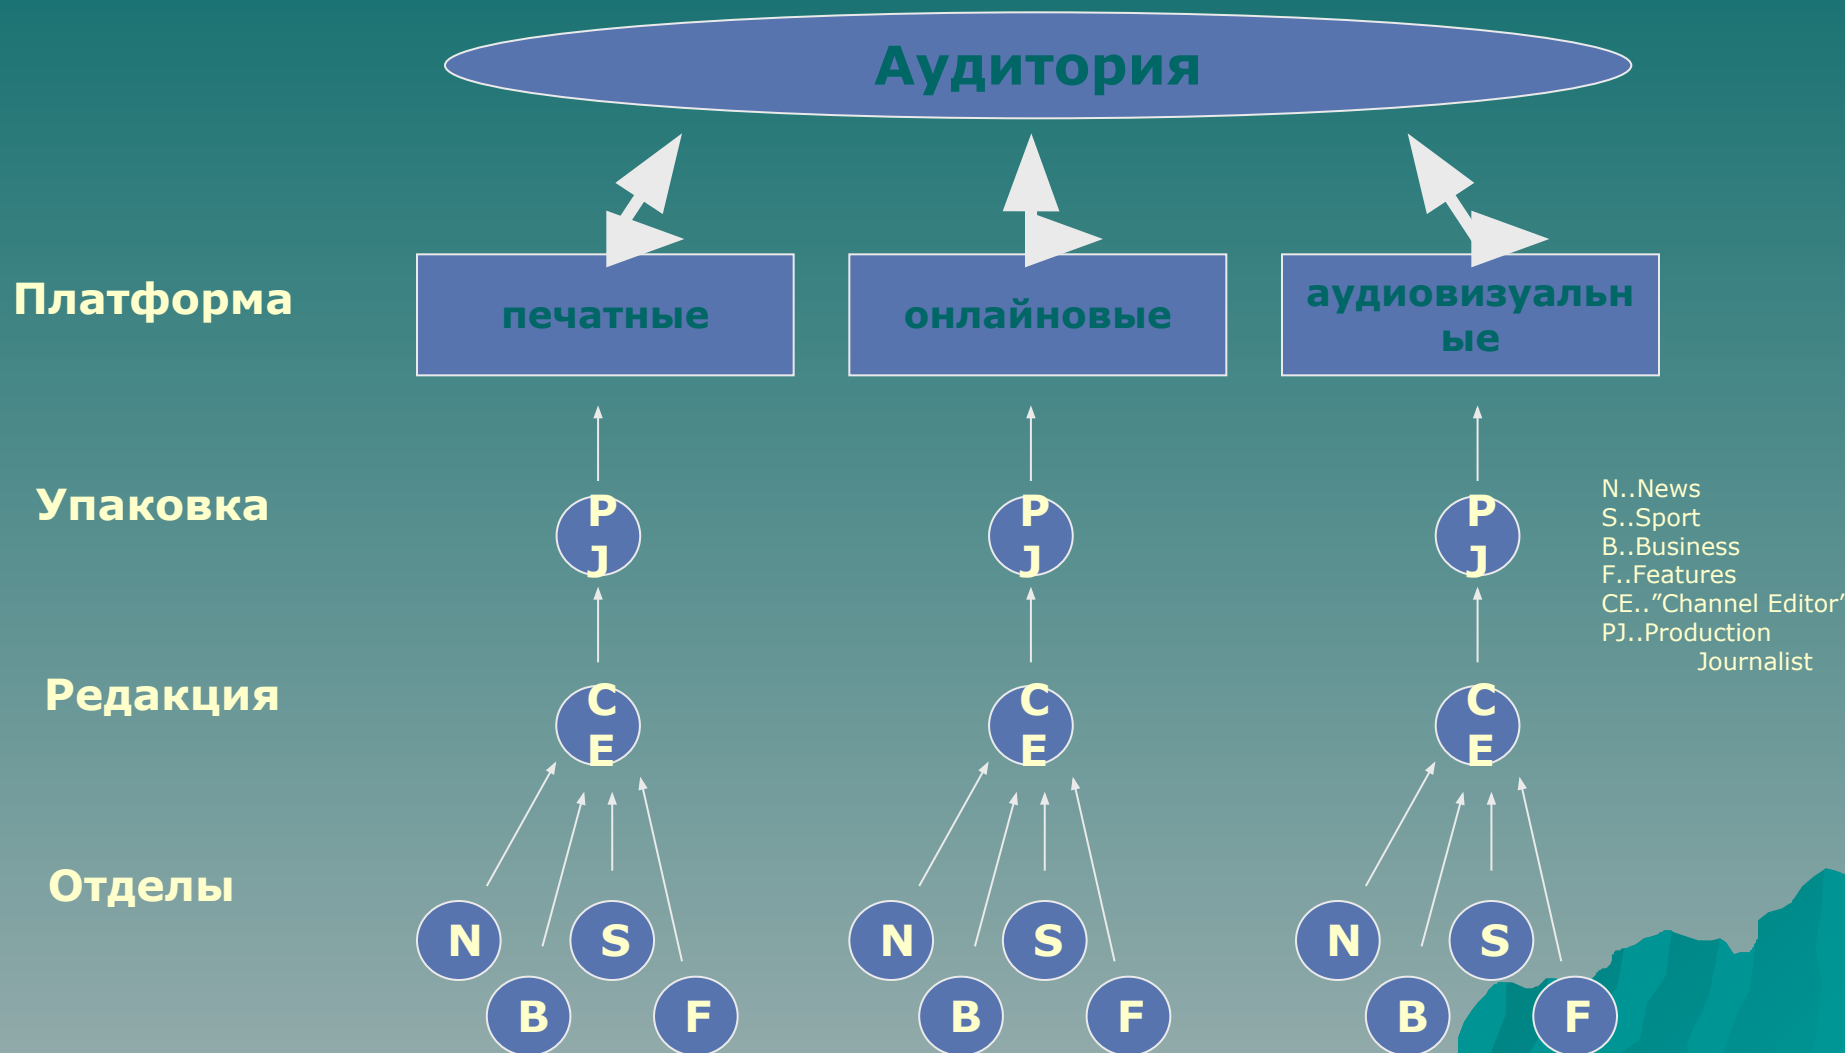 Аудитория
Платформа
печатные
онлайновые
аудиовизуальн
ые
Упаковка
P
J
P
J
P
J
N..News
S..Sport
B..Business
F..Features
CE..”Channel Editor”
PJ..Production
Journalist
Редакция
C
E
C
E
C
E
Отделы
N
S
N
S
N
S
B
F
B
F
B
F